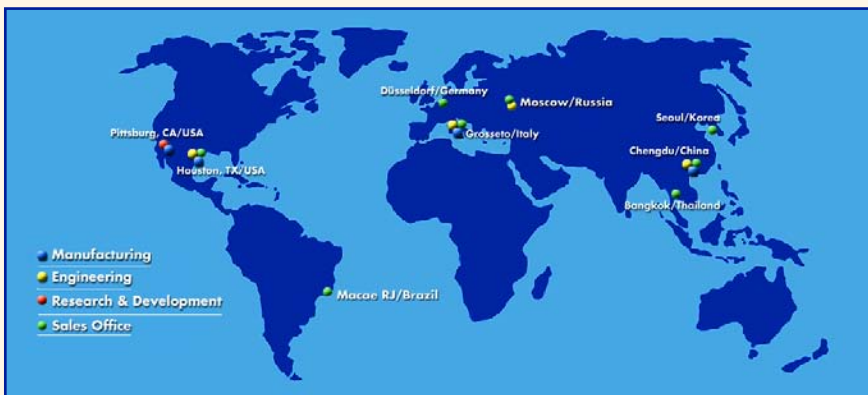 Düsseldorf/Germany
Moscow/Russia
Seoul/Korea
Pittsburg, CA/USA
Grosseto/Italy
Chengdu/China
Houston, TX/USA
Bangkok/Thailand
Manufacturing
Engineering
Research & Development
Macae RJ/Brazil
Sales Office